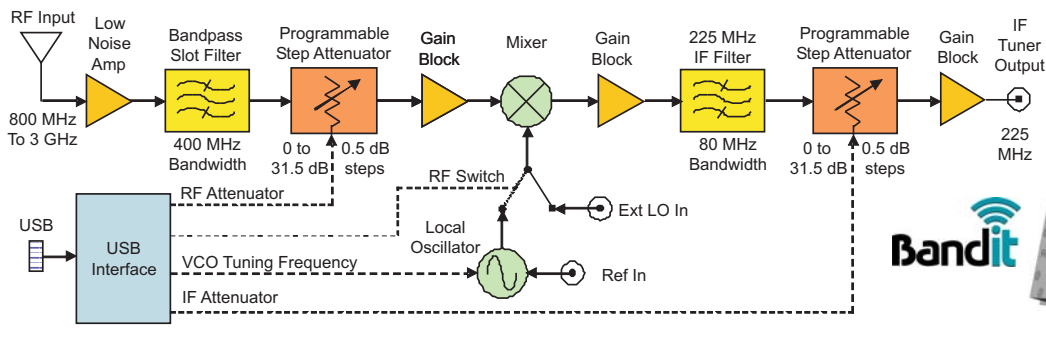 RF Input
Low
Noise
Amp
Bandpass
Slot Filter
Programmable
Step Attenuator
Gain
Block
Mixer
Gain
Block
225 MHz
IF Filter
Programmable
Step Attenuator
Gain
Block
IF
Tuner
Output
800 MHz
To 3 GHz
400 MHz
Bandwidth
0 to
31.5 dB
0.5 dB
steps
80 MHz
Bandwidth
0 to
31.5 dB
0.5 dB
steps
225
MHz
RF Attenuator
RF Switch
Ext LO In
USB
USB
Interface
Local
Oscillator
VCO Tuning Frequency
Ref In
IF Attenuator
Bandit